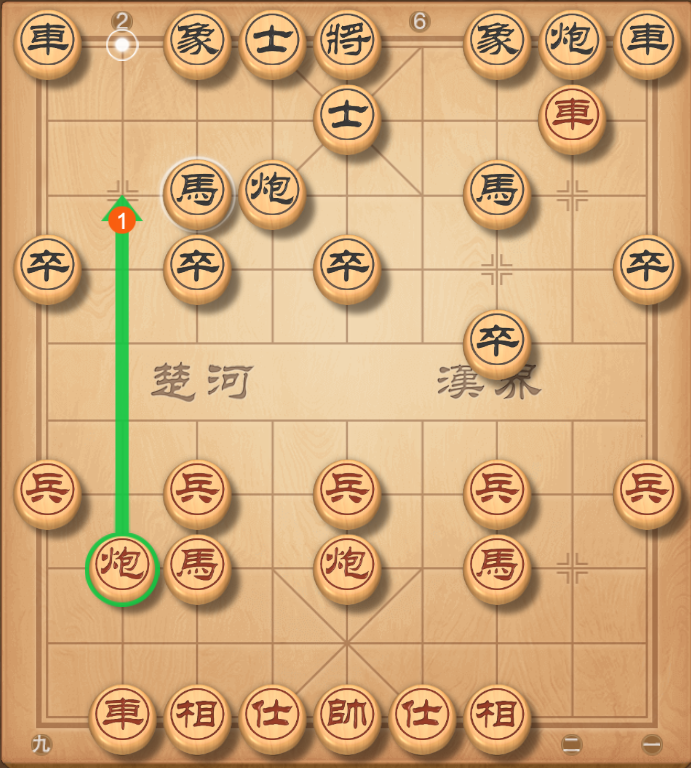 2 6
車 象 士 將 象 炮 車
士 車
馬 炮 馬
1
卒 卒 卒 卒
卒
楚河 漢界
兵 兵 兵 兵 兵
炮 馬 炮 馬
車 相 仕 帥 仕 相
九 二 一